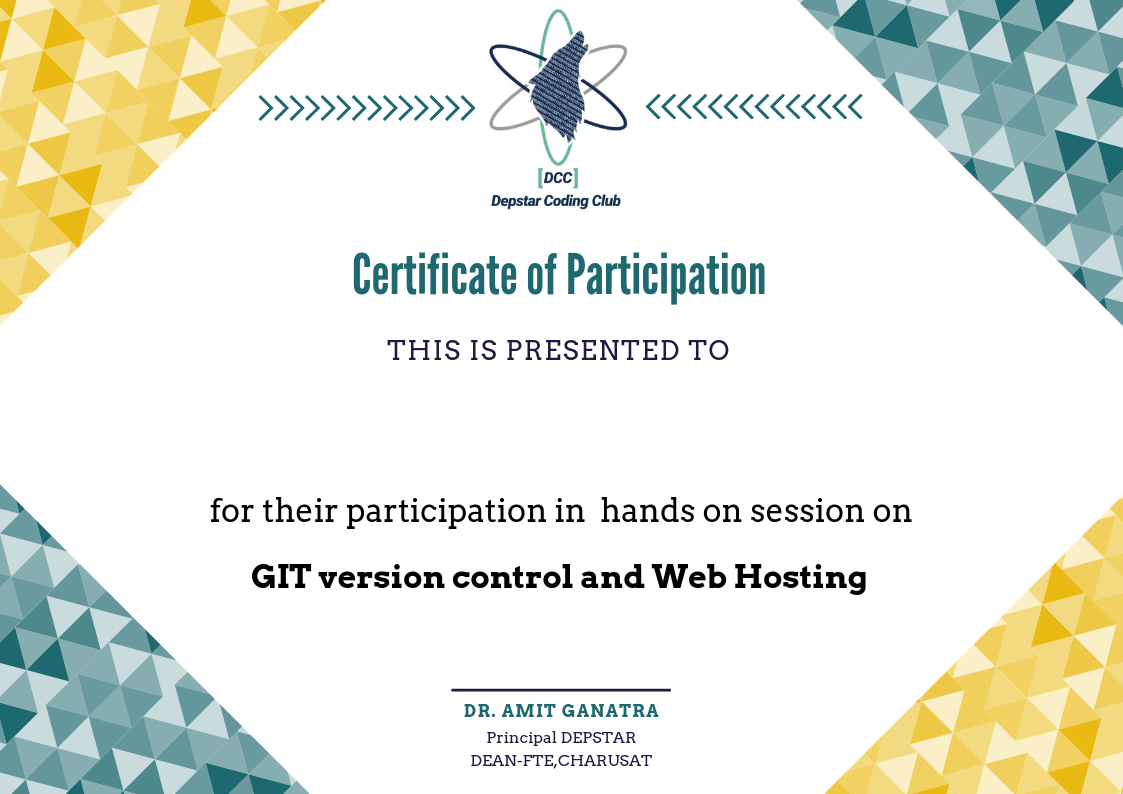 [DCC]
Depstar Coding Club
Certificate of Participation
THIS IS PRESENTED TO
for their participation in hands on session on
GIT version control and Web Hosting
DR. AMIT GANATRA
Principal DEPSTAR
DEAN-FTE,CHARUSAT